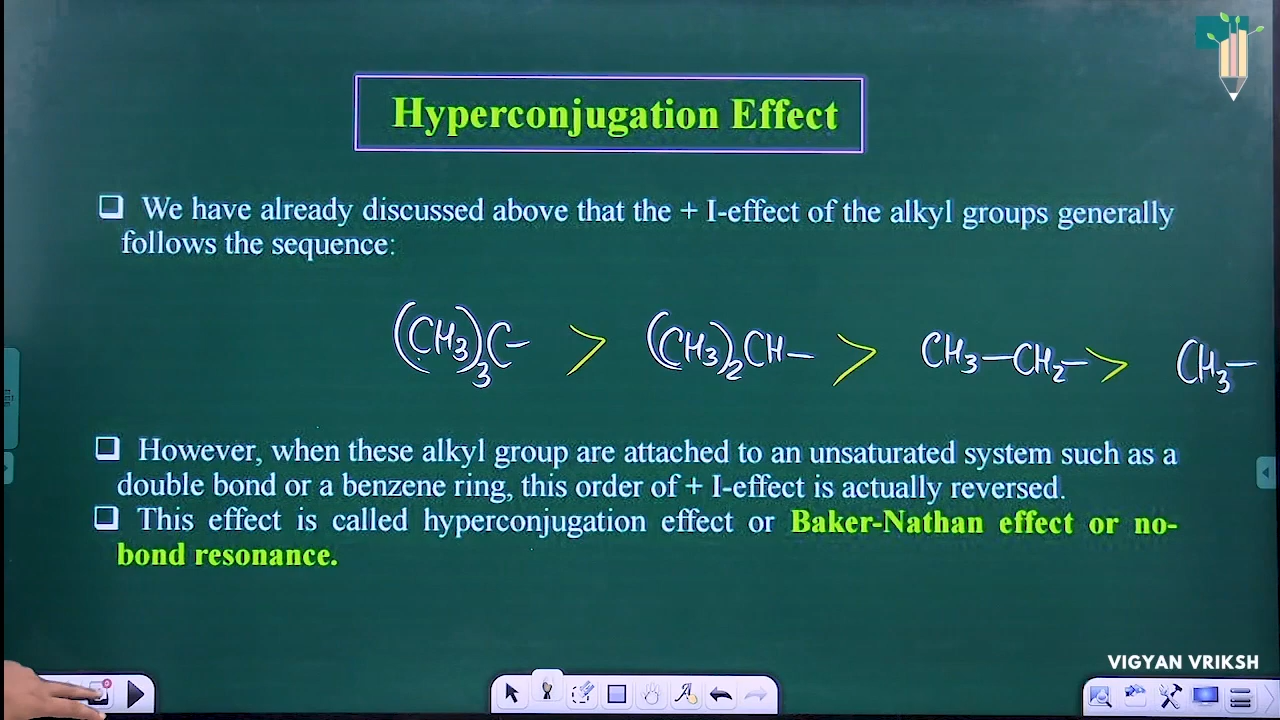 Hyperconjugation Effect
❑ We have already discussed above that the + I-effect of the alkyl groups generally
follows the sequence:
(CH₃)₃C– > (CH₃)₂CH– > CH₃–CH₂– > CH₃–
❑ However, when these alkyl group are attached to an unsaturated system such as a
double bond or a benzene ring, this order of + I-effect is actually reversed.
❑ This effect is called hyperconjugation effect or Baker-Nathan effect or no-
bond resonance.
VIGYAN VRIKSH